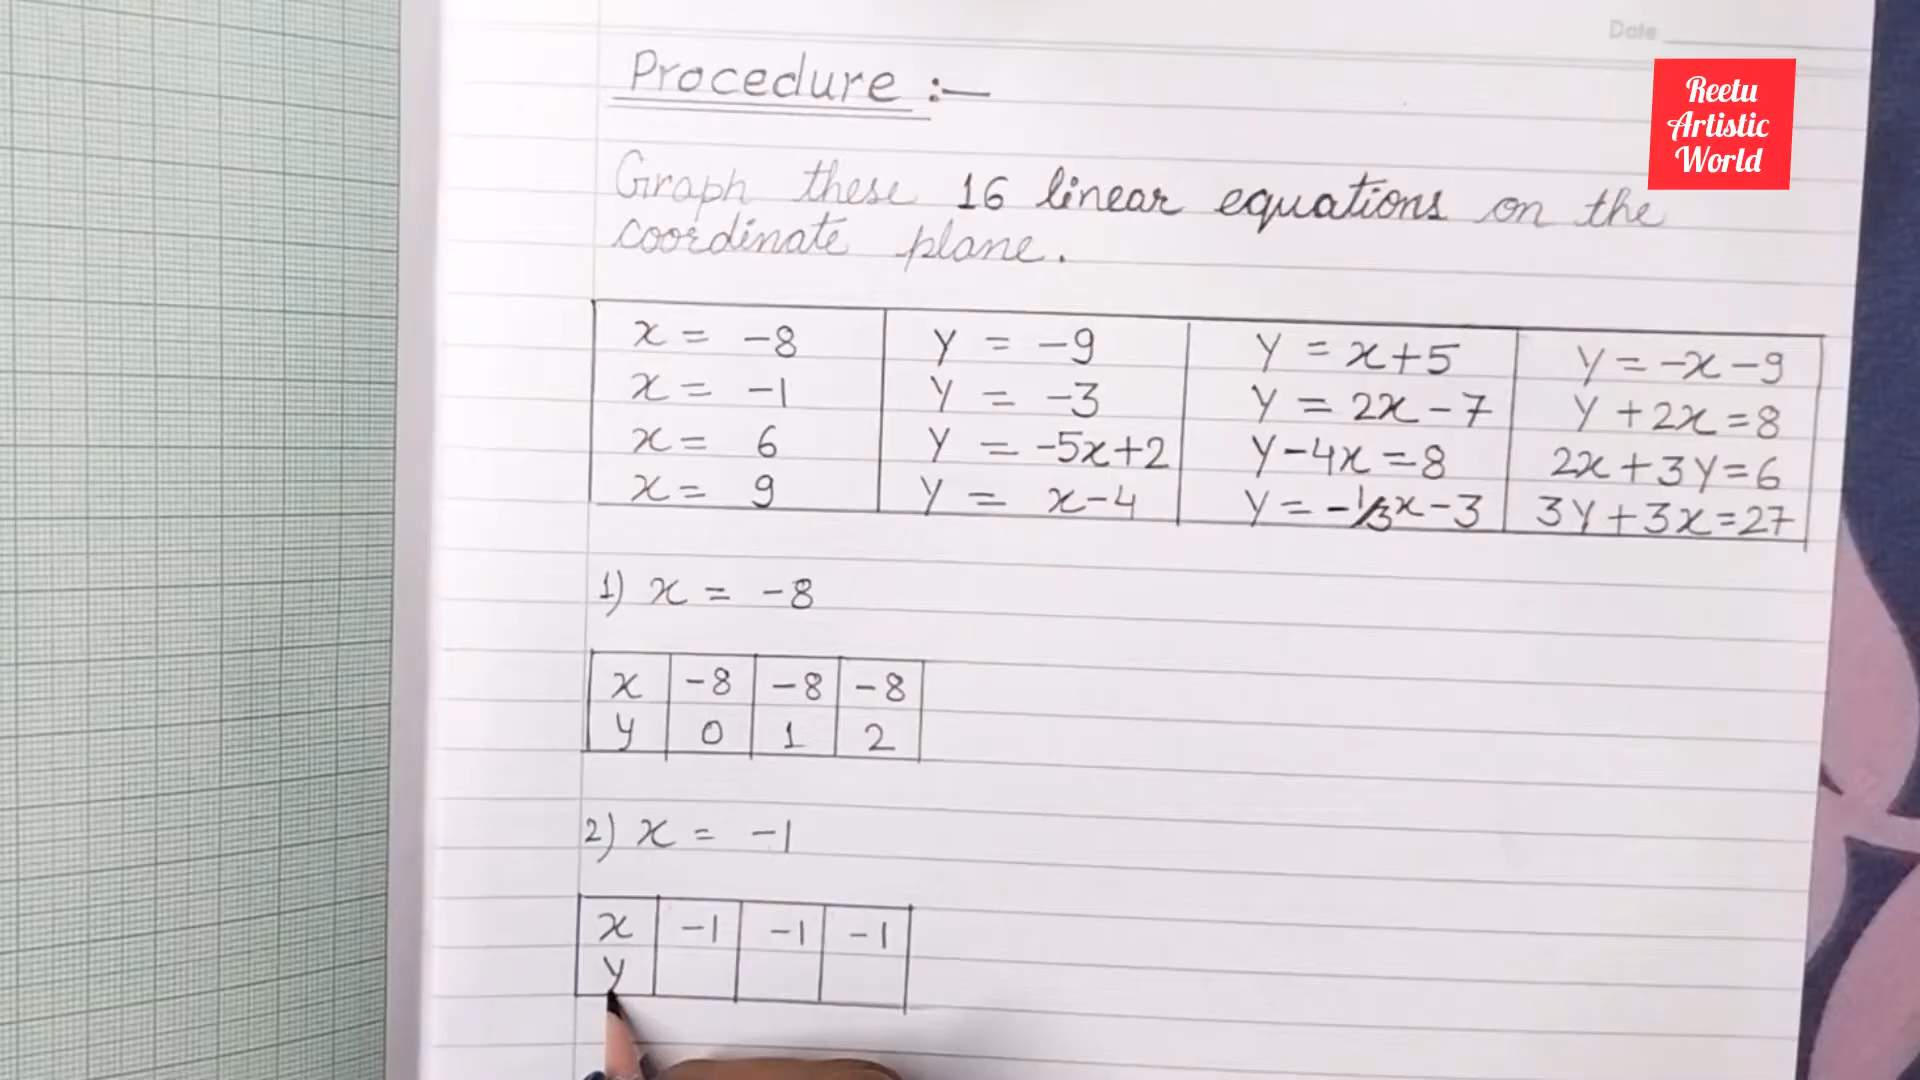 Date
Reetu
Artistic
World
Procedure :—
Graph these 16 linear equations on the
coordinate plane.
x = -8 y = -9 y = x+5 y = -x-9
x = -1 y = -3 y = 2x-7 y+2x=8
x = 6 y = -5x+2 y-4x=8 2x+3y=6
x = 9 y = x-4 y = -1/3x-3 3y+3x=27
1) x = -8
x -8 -8 -8
y 0 1 2
2) x = -1
x -1 -1 -1
y